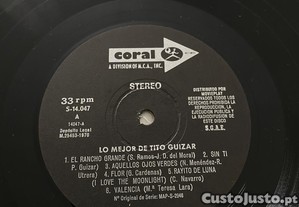 coral
A DIVISION OF M.C.A., INC.
STEREO
33 rpm
S-14.047
A
14047-A
Depósito Legal
M.29453-1978
DISTRIBUIDO POR
MOVIEPLAY
RESERVADOS TODOS LOS
DERECHOS PROHIBIDA
LA REPRODUCCION,
EJECUCION PUBLICA
Y LA RADIODIFUSION
DE ESTE DISCO
S.G.A.E.
LO MEJOR DE TITO GUIZAR
1. EL RANCHO GRANDE (S. Ramos-J. del Moral) 2. SIN TI
(P. Guizar) 3. AQUELLOS OJOS VERDES (N. Menéndez-R.
Utrera) 4. FLOR (G. Cardenas) 5. RAYITO DE LUNA
(I LOVE THE MOONLIGHT) (C. Navarro)
6. VALENCIA (Mª Teresa Lara)
Nº Original de Serie: MAP-S-2946
CustoJusto.pt